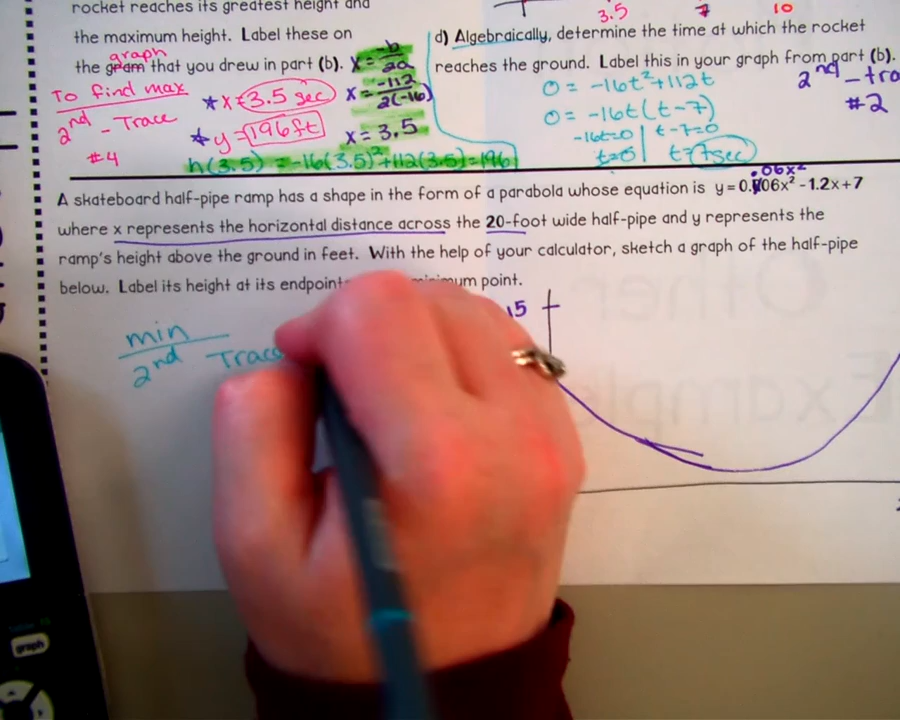 rocket reaches its greatest height and
the maximum height. Label these on
graph
the gram that you drew in part (b).
To find max
2nd - Trace
#4
* x = 3.5 sec
* y = 196 ft
x = -b
2a
x = -112
2(-16)
x = 3.5
h(3.5) = -16(3.5)² + 112(3.5) = 196
3.5 7 10
d) Algebraically, determine the time at which the rocket
reaches the ground. Label this in your graph from part (b).
0 = -16t² + 112t
0 = -16t(t-7)
-16t=0 | t-7=0
t=0 | t=7 sec
2nd - tra
#2
.06x²
A skateboard half-pipe ramp has a shape in the form of a parabola whose equation is y = 0.006x² - 1.2x + 7
where x represents the horizontal distance across the 20-foot wide half-pipe and y represents the
ramp's height above the ground in feet. With the help of your calculator, sketch a graph of the half-pipe
below. Label its height at its endpoints minimum point.
min
2nd Trace
15
graph